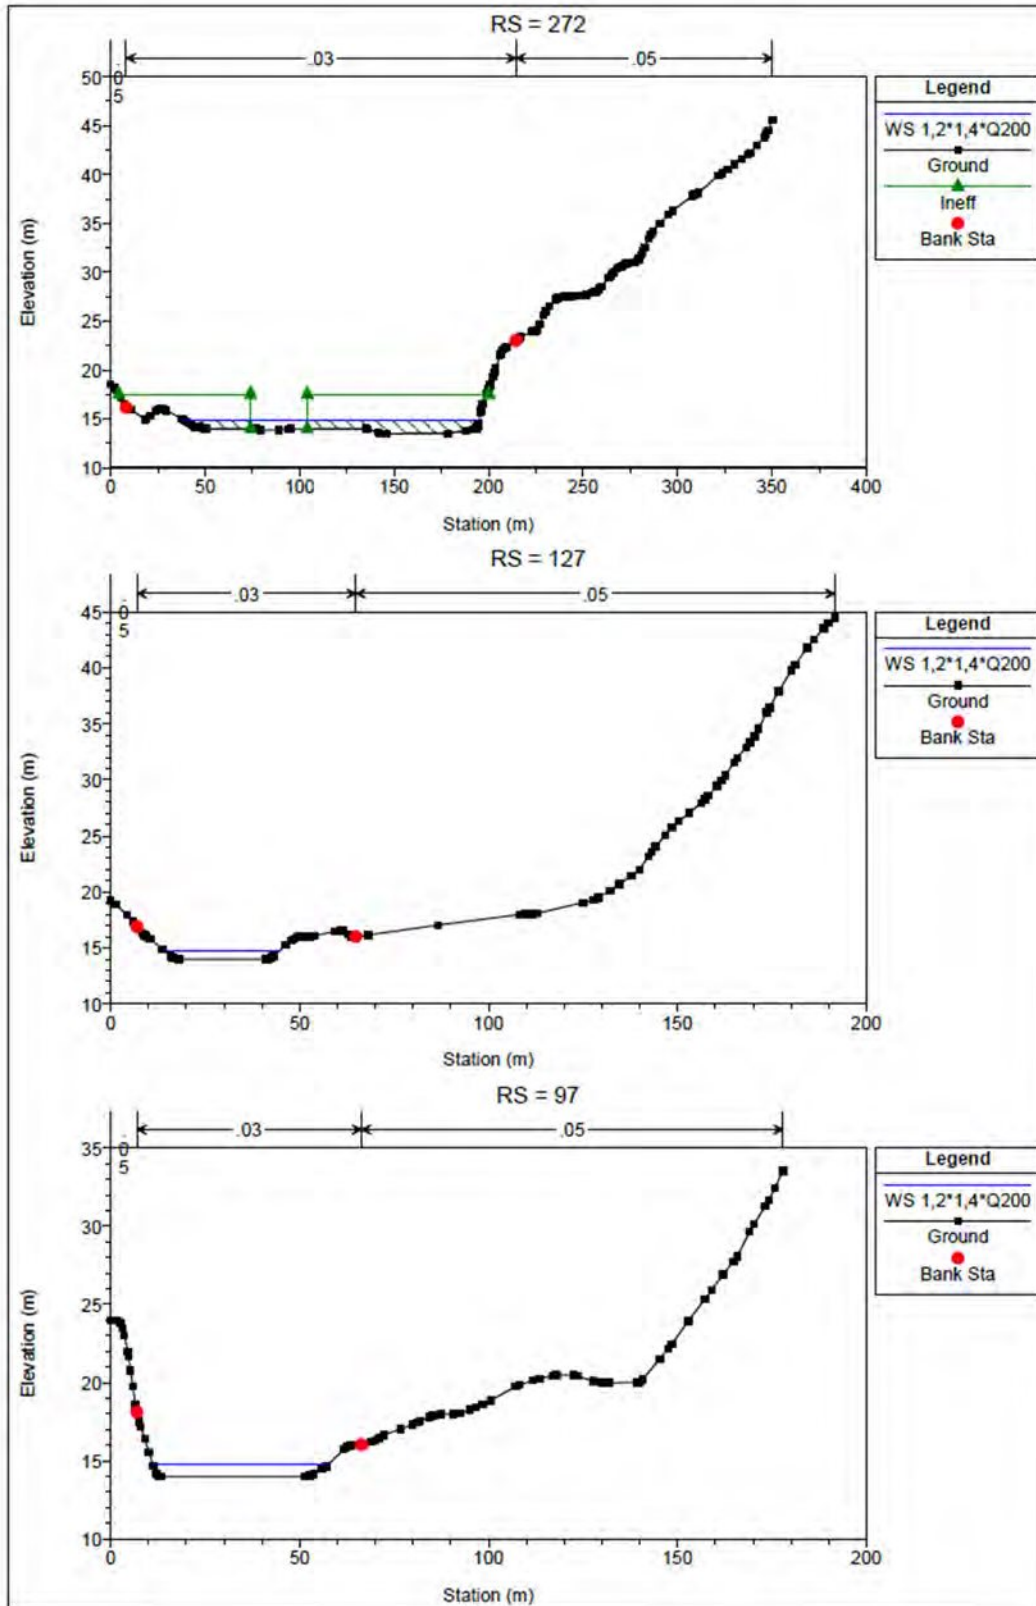 RS = 272
.05 .03 .05
50
45
40
35
30
25
20
15
10
0 50 100 150 200 250 300 350 400
Elevation (m)
Station (m)
Legend
WS 1,2*1,4*Q200
Ground
Ineff
Bank Sta
RS = 127
.05 .03 .05
45
40
35
30
25
20
15
10
0 50 100 150 200
Elevation (m)
Station (m)
Legend
WS 1,2*1,4*Q200
Ground
Bank Sta
RS = 97
.05 .03 .05
35
30
25
20
15
10
0 50 100 150 200
Elevation (m)
Station (m)
Legend
WS 1,2*1,4*Q200
Ground
Bank Sta